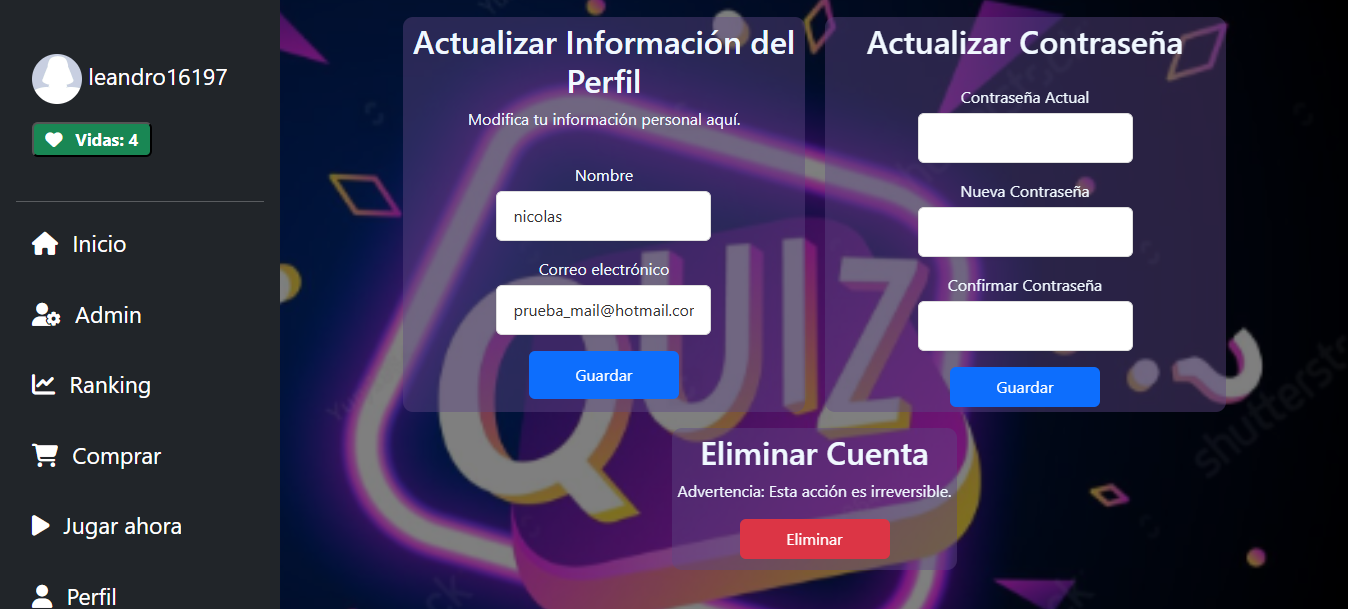 leandro16197
Vidas: 4
Inicio
Admin
Ranking
Comprar
Jugar ahora
Perfil
Actualizar Información del
Perfil
Modifica tu información personal aquí.
Nombre
nicolas
Correo electrónico
prueba_mail@hotmail.cor
Guardar
Actualizar Contraseña
Contraseña Actual
Nueva Contraseña
Confirmar Contraseña
Guardar
QUIZ
Eliminar Cuenta
Advertencia: Esta acción es irreversible.
Eliminar
shuttersto